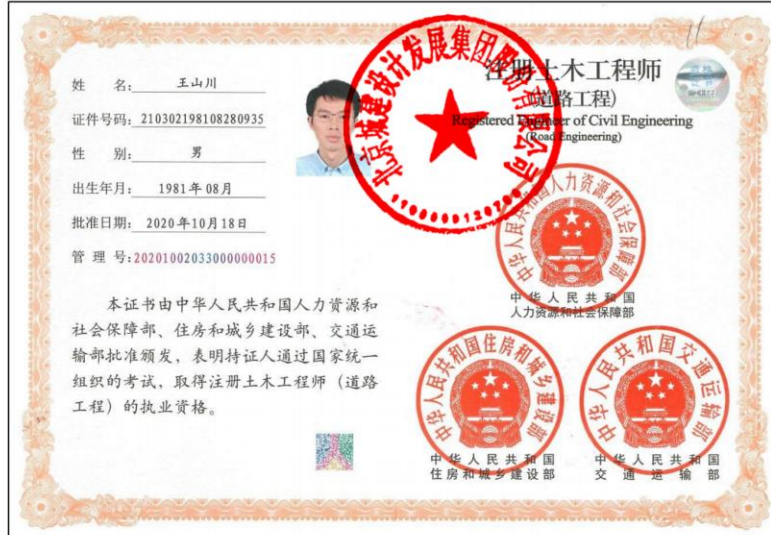 姓 名: 王山川
证件号码: 210302198108280935
性 别: 男
出生年月: 1981年08月
批准日期: 2020年10月18日
管 理 号:20201002033000000015
本证书由中华人民共和国人力资源和
社会保障部、住房和城乡建设部、交通运
输部批准颁发,表明持证人通过国家统一
组织的考试,取得注册土木工程师(道路
工程)的执业资格。
北京城建设计发展集团股份有限公司
注册土木工程师
(道路工程)
Registered Engineer of Civil Engineering
(Road Engineering)
中华人民共和国人力资源和社会保障部
中华人民共和国
人力资源和社会保障部
中华人民共和国住房和城乡建设部
中华人民共和国
住房和城乡建设部
中华人民共和国交通运输部
中华人民共和国
交通运输部